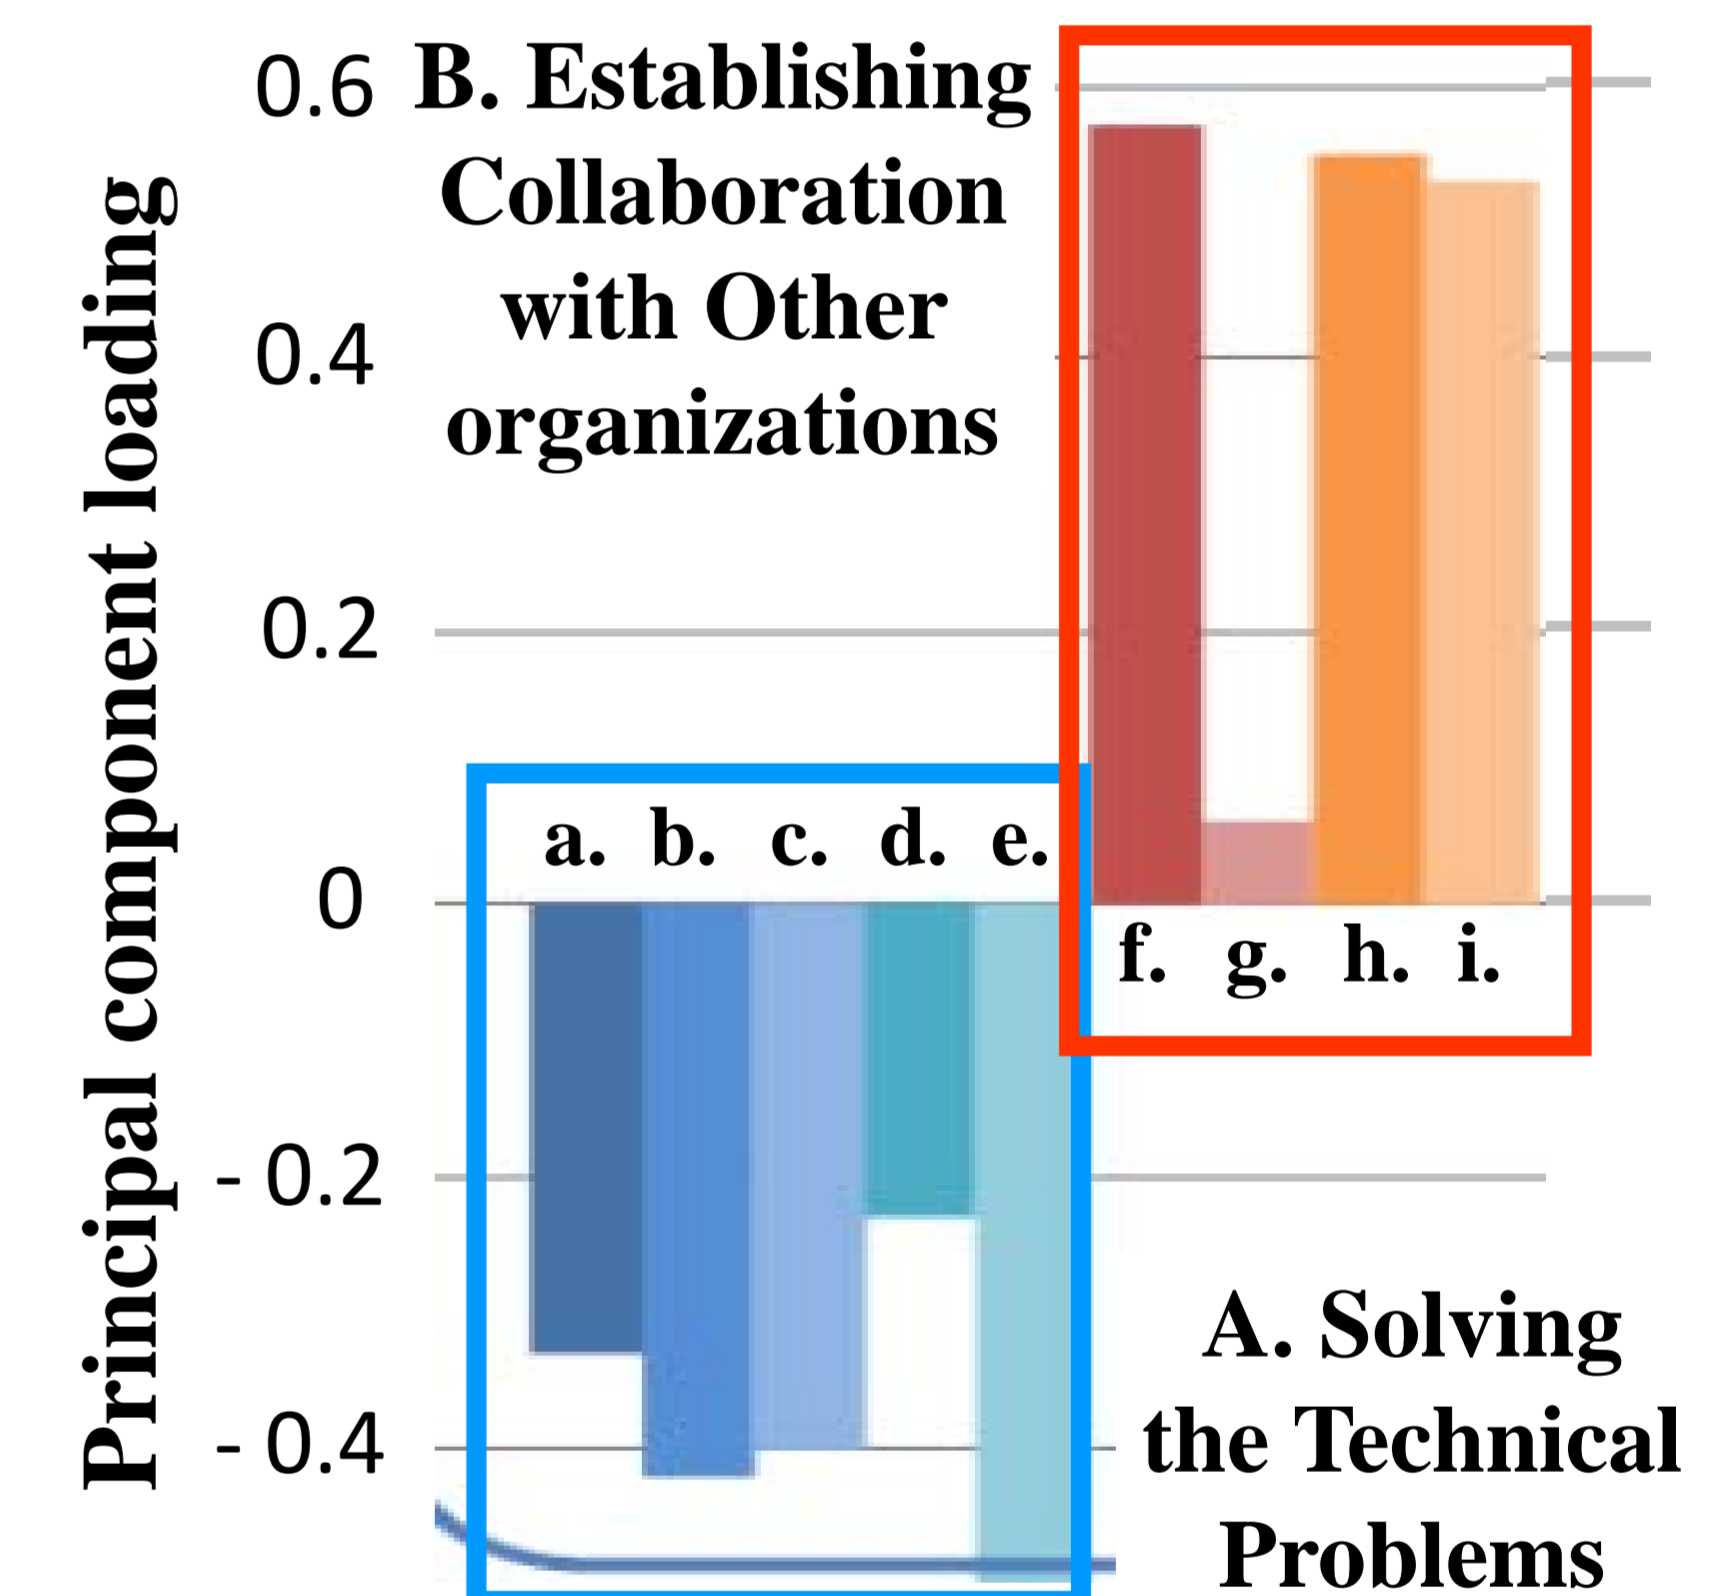 Principal component loading
0.6
0.4
0.2
0
- 0.2
- 0.4
B. Establishing
Collaboration
with Other
organizations
a. b. c. d. e.
f. g. h. i.
A. Solving
the Technical
Problems